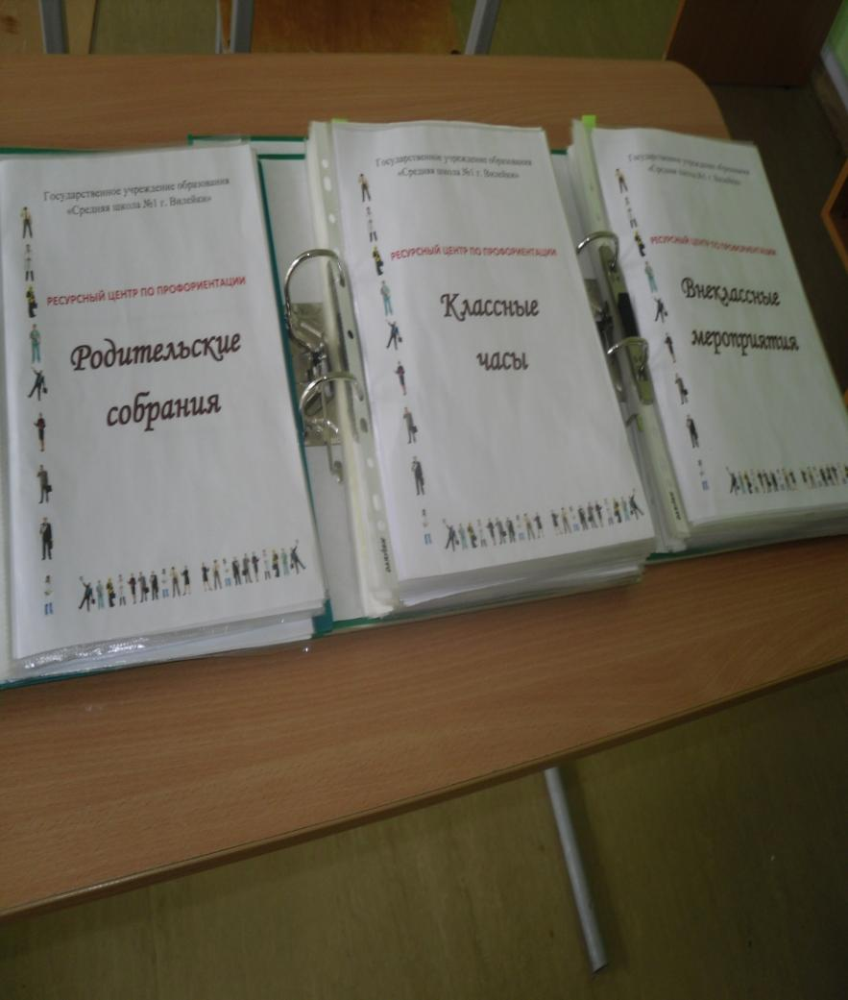 Государственное учреждение образования
«Средняя школа №1 г. Вилейки»
РЕСУРСНЫЙ ЦЕНТР ПО ПРОФОРИЕНТАЦИИ
Родительские
собрания
Государственное учреждение образования
«Средняя школа №1 г. Вилейки»
РЕСУРСНЫЙ ЦЕНТР ПО ПРОФОРИЕНТАЦИИ
Классные
часы
Государственное учреждение образования
«Средняя школа №1 г. Вилейки»
РЕСУРСНЫЙ ЦЕНТР ПО ПРОФОРИЕНТАЦИИ
Внеклассные
мероприятия